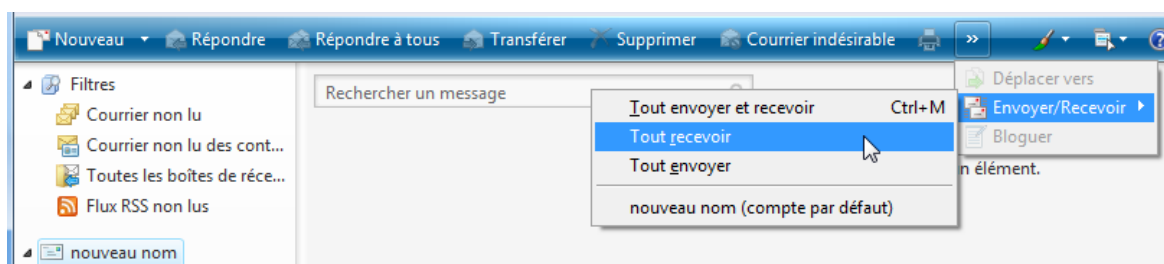 Nouveau Répondre Répondre à tous Transférer Supprimer Courrier indésirable »
Filtres
Courrier non lu
Courrier non lu des cont...
Toutes les boîtes de réce...
Flux RSS non lus
nouveau nom
Rechercher un message
Déplacer vers
Envoyer/Recevoir
Bloguer
Tout envoyer et recevoir Ctrl+M
Tout recevoir
Tout envoyer
nouveau nom (compte par défaut)
n élément.